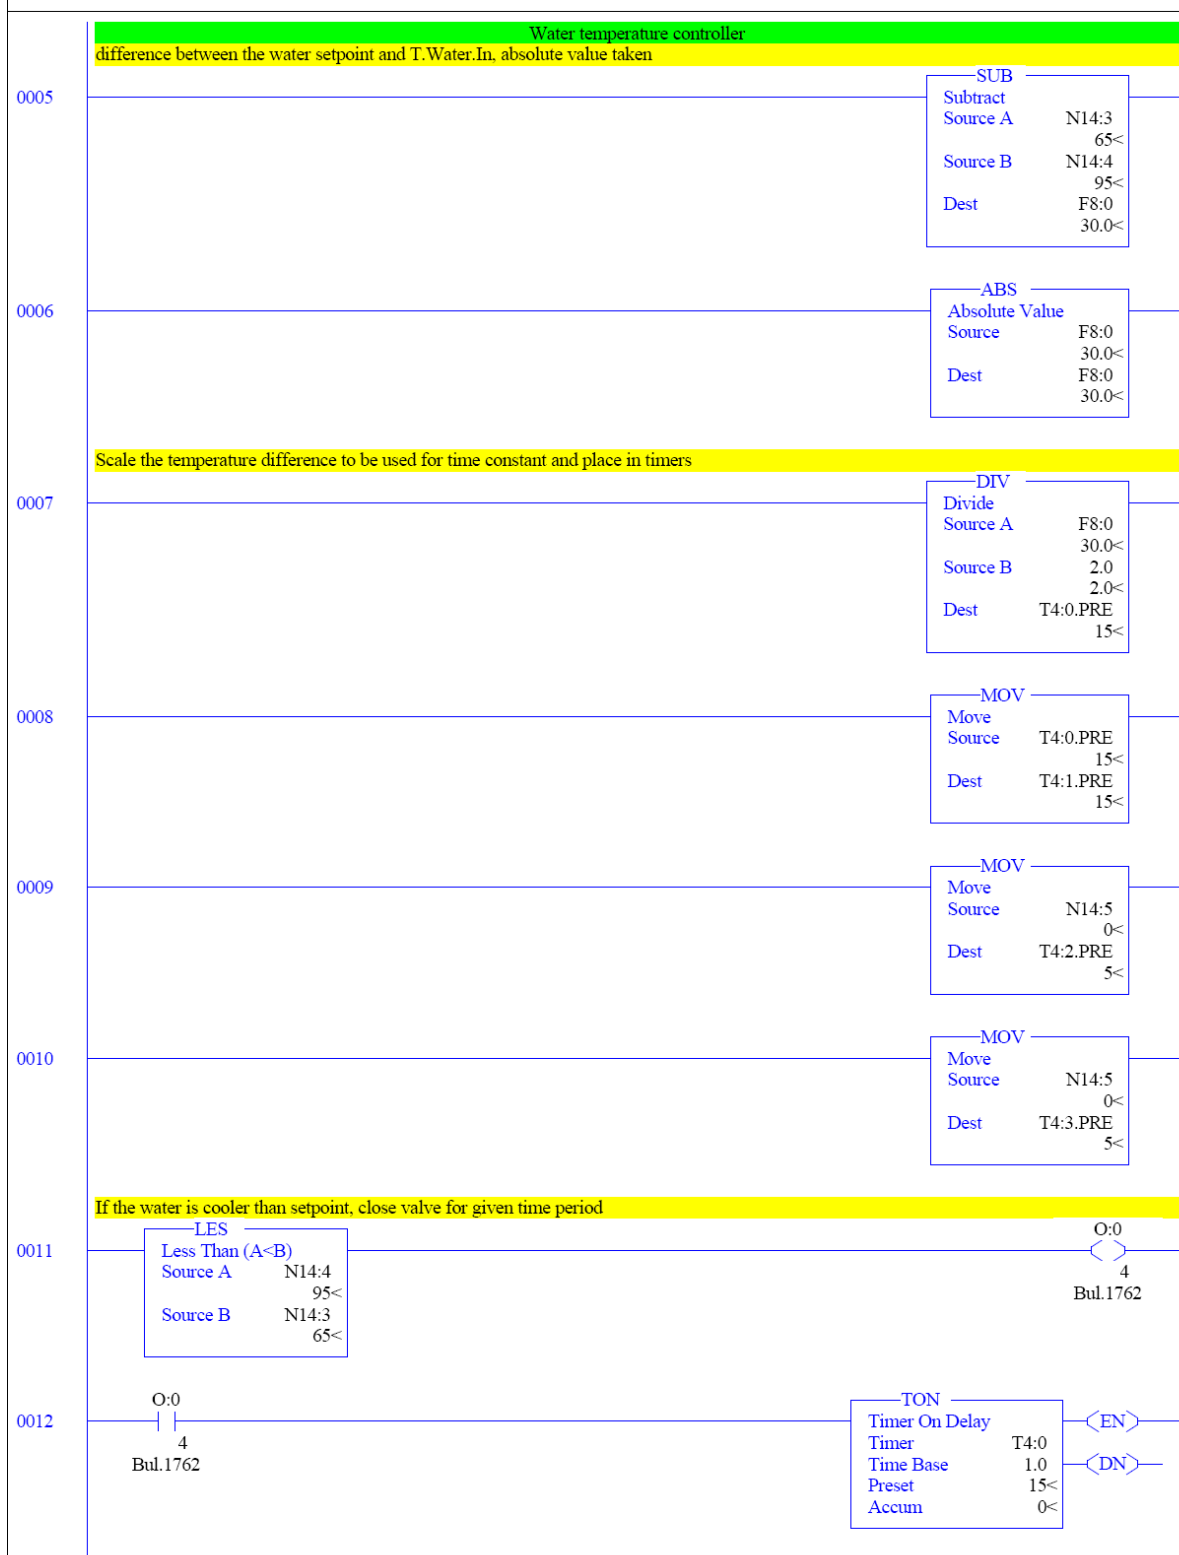 Water temperature controller
difference between the water setpoint and T.Water.In, absolute value taken
0005
SUB
Subtract
Source A N14:3
65<
Source B N14:4
95<
Dest F8:0
30.0<
0006
ABS
Absolute Value
Source F8:0
30.0<
Dest F8:0
30.0<
Scale the temperature difference to be used for time constant and place in timers
0007
DIV
Divide
Source A F8:0
30.0<
Source B 2.0
2.0<
Dest T4:0.PRE
15<
0008
MOV
Move
Source T4:0.PRE
15<
Dest T4:1.PRE
15<
0009
MOV
Move
Source N14:5
0<
Dest T4:2.PRE
5<
0010
MOV
Move
Source N14:5
0<
Dest T4:3.PRE
5<
If the water is cooler than setpoint, close valve for given time period
0011
LES
Less Than (A<B)
Source A N14:4
95<
Source B N14:3
65<
O:0
4
Bul.1762
0012
O:0
4
Bul.1762
TON
Timer On Delay
Timer T4:0
Time Base 1.0
Preset 15<
Accum 0<
EN
DN